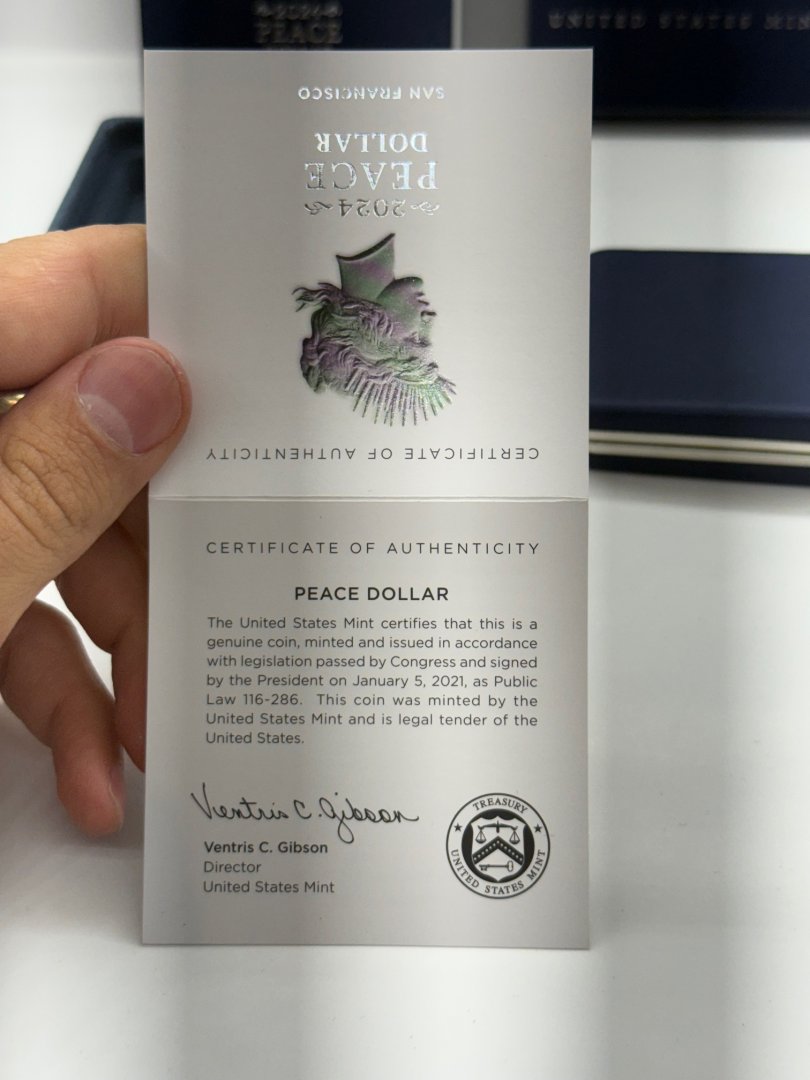 2024
PEACE
UNITED STATES MIN
SAN FRANCISCO
DOLLAR
PEACE
2024
CERTIFICATE OF AUTHENTICITY
CERTIFICATE OF AUTHENTICITY
PEACE DOLLAR
The United States Mint certifies that this is a
genuine coin, minted and issued in accordance
with legislation passed by Congress and signed
by the President on January 5, 2021, as Public
Law 116-286. This coin was minted by the
United States Mint and is legal tender of the
United States.
Ventris C. Gibson
Ventris C. Gibson
Director
United States Mint
TREASURY
UNITED STATES MINT